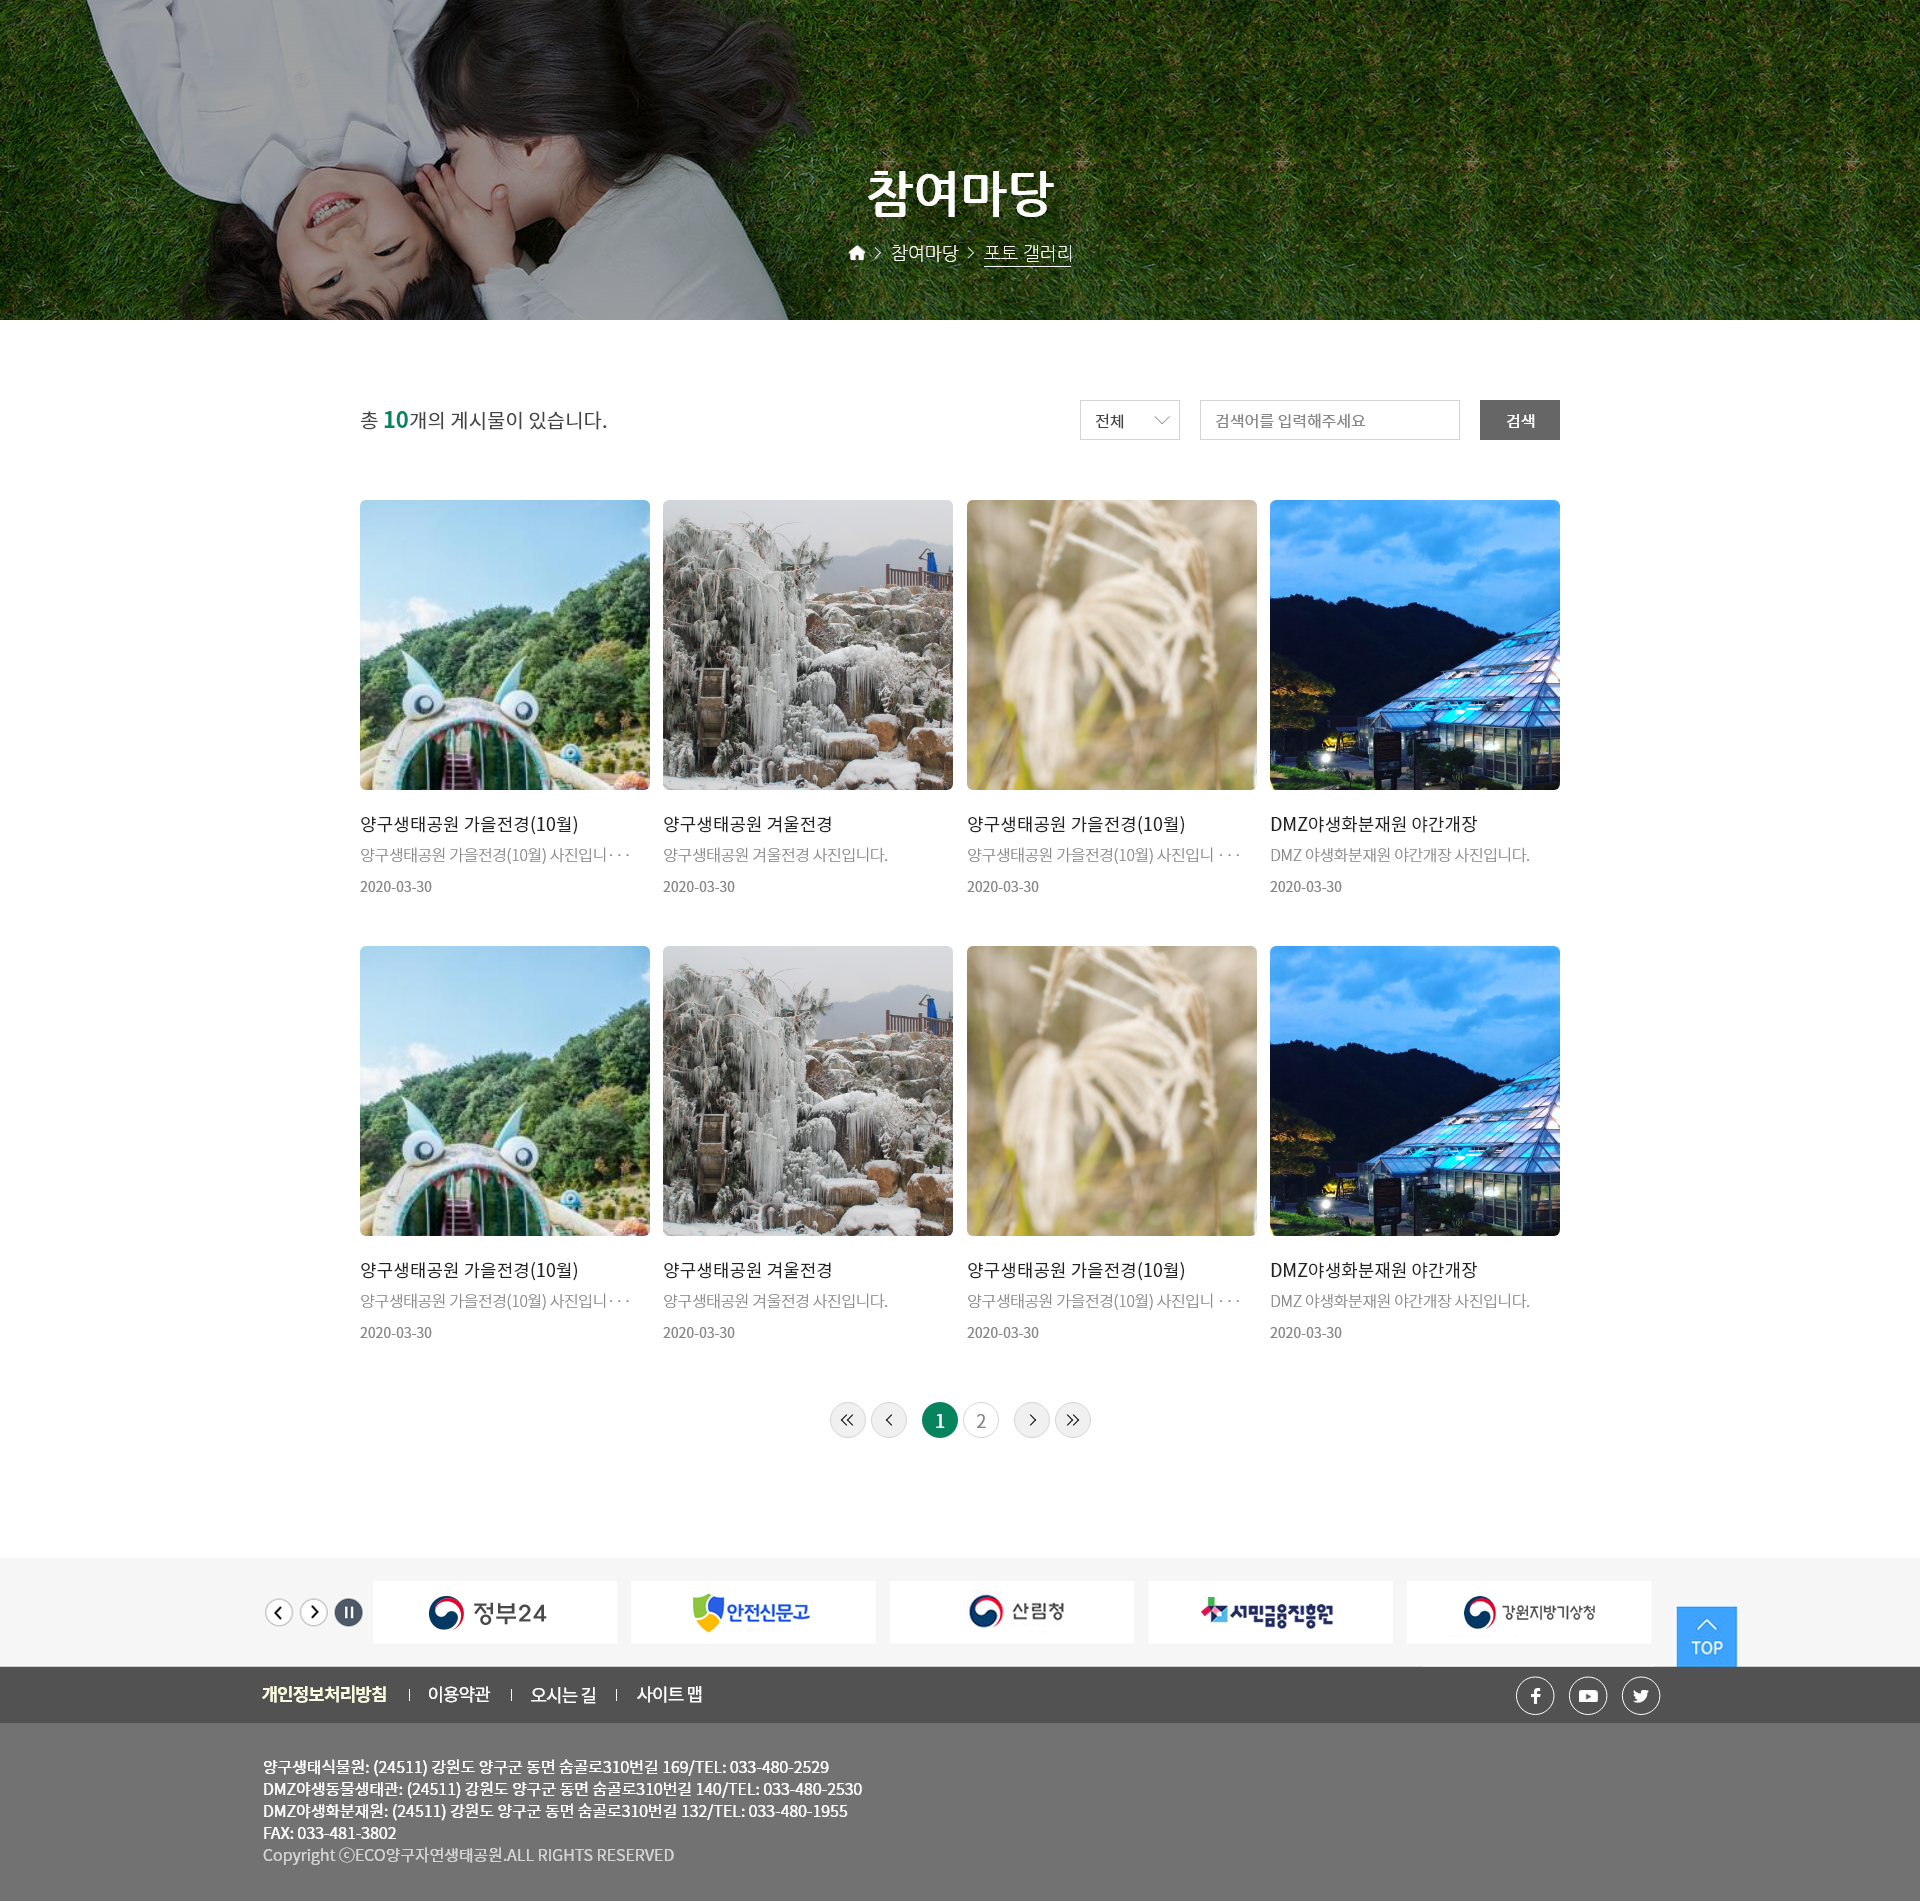 참여마당
참여마당 포토 갤러리
총 10개의 게시물이 있습니다.
전체
검색어를 입력해주세요
검색
양구생태공원 가을전경(10월)
양구생태공원 가을전경(10월) 사진입니···
2020-03-30
양구생태공원 겨울전경
양구생태공원 겨울전경 사진입니다.
2020-03-30
양구생태공원 가을전경(10월)
양구생태공원 가을전경(10월) 사진입니 ···
2020-03-30
DMZ야생화분재원 야간개장
DMZ 야생화분재원 야간개장 사진입니다.
2020-03-30
양구생태공원 가을전경(10월)
양구생태공원 가을전경(10월) 사진입니···
2020-03-30
양구생태공원 겨울전경
양구생태공원 겨울전경 사진입니다.
2020-03-30
양구생태공원 가을전경(10월)
양구생태공원 가을전경(10월) 사진입니 ···
2020-03-30
DMZ야생화분재원 야간개장
DMZ 야생화분재원 야간개장 사진입니다.
2020-03-30
1 2
정부24
안전신문고
산림청
서민금융진흥원
강원지방기상청
TOP
개인정보처리방침
이용약관
오시는 길
사이트 맵
양구생태식물원: (24511) 강원도 양구군 동면 숨골로310번길 169/TEL: 033-480-2529
DMZ야생동물생태관: (24511) 강원도 양구군 동면 숨골로310번길 140/TEL: 033-480-2530
DMZ야생화분재원: (24511) 강원도 양구군 동면 숨골로310번길 132/TEL: 033-480-1955
FAX: 033-481-3802
Copyright ⓒECO양구자연생태공원.ALL RIGHTS RESERVED